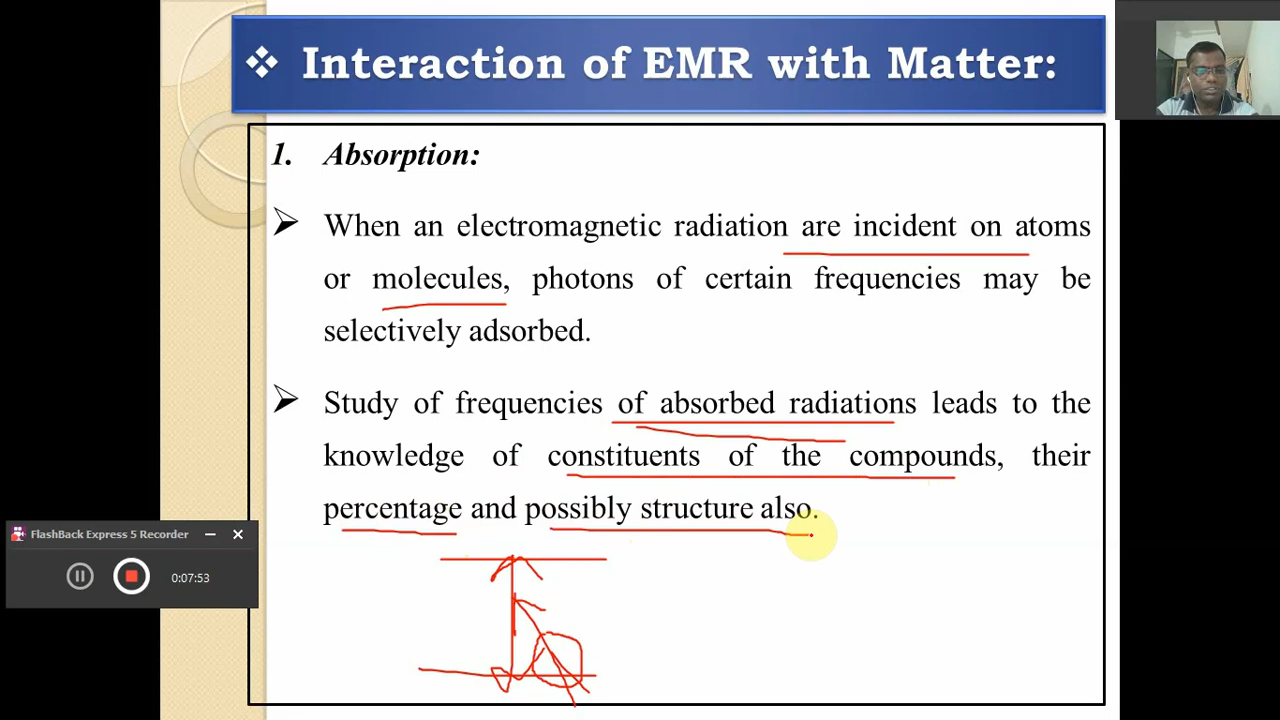 ❖ Interaction of EMR with Matter:
1. Absorption:
➢ When an electromagnetic radiation are incident on atoms
or molecules, photons of certain frequencies may be
selectively adsorbed.
➢ Study of frequencies of absorbed radiations leads to the
knowledge of constituents of the compounds, their
percentage and possibly structure also.
FlashBack Express 5 Recorder
0:07:53